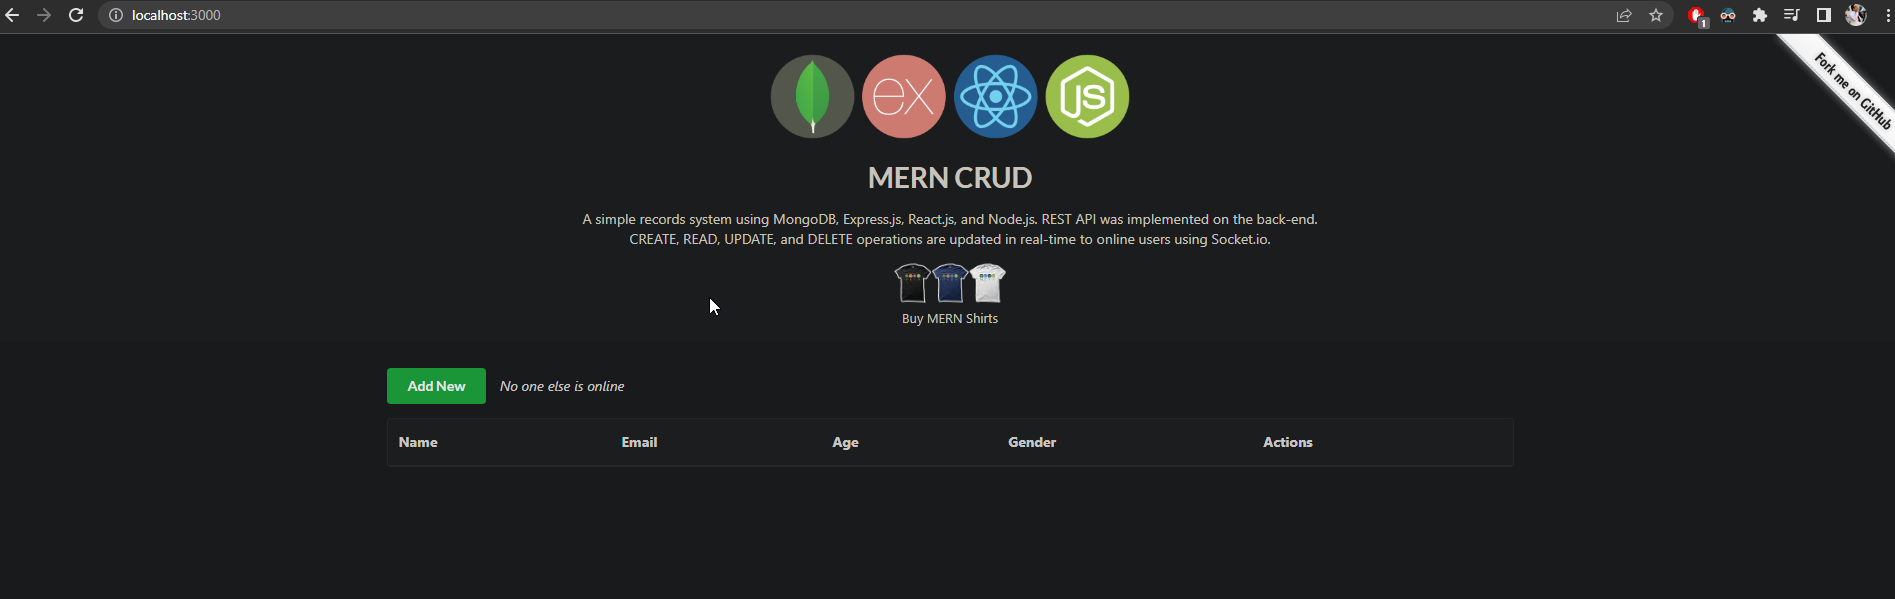 localhost:3000
1
Fork me on GitHub
ex
JS
MERN CRUD
A simple records system using MongoDB, Express.js, React.js, and Node.js. REST API was implemented on the back-end.
CREATE, READ, UPDATE, and DELETE operations are updated in real-time to online users using Socket.io.
Buy MERN Shirts
Add New No one else is online
Name Email Age Gender Actions